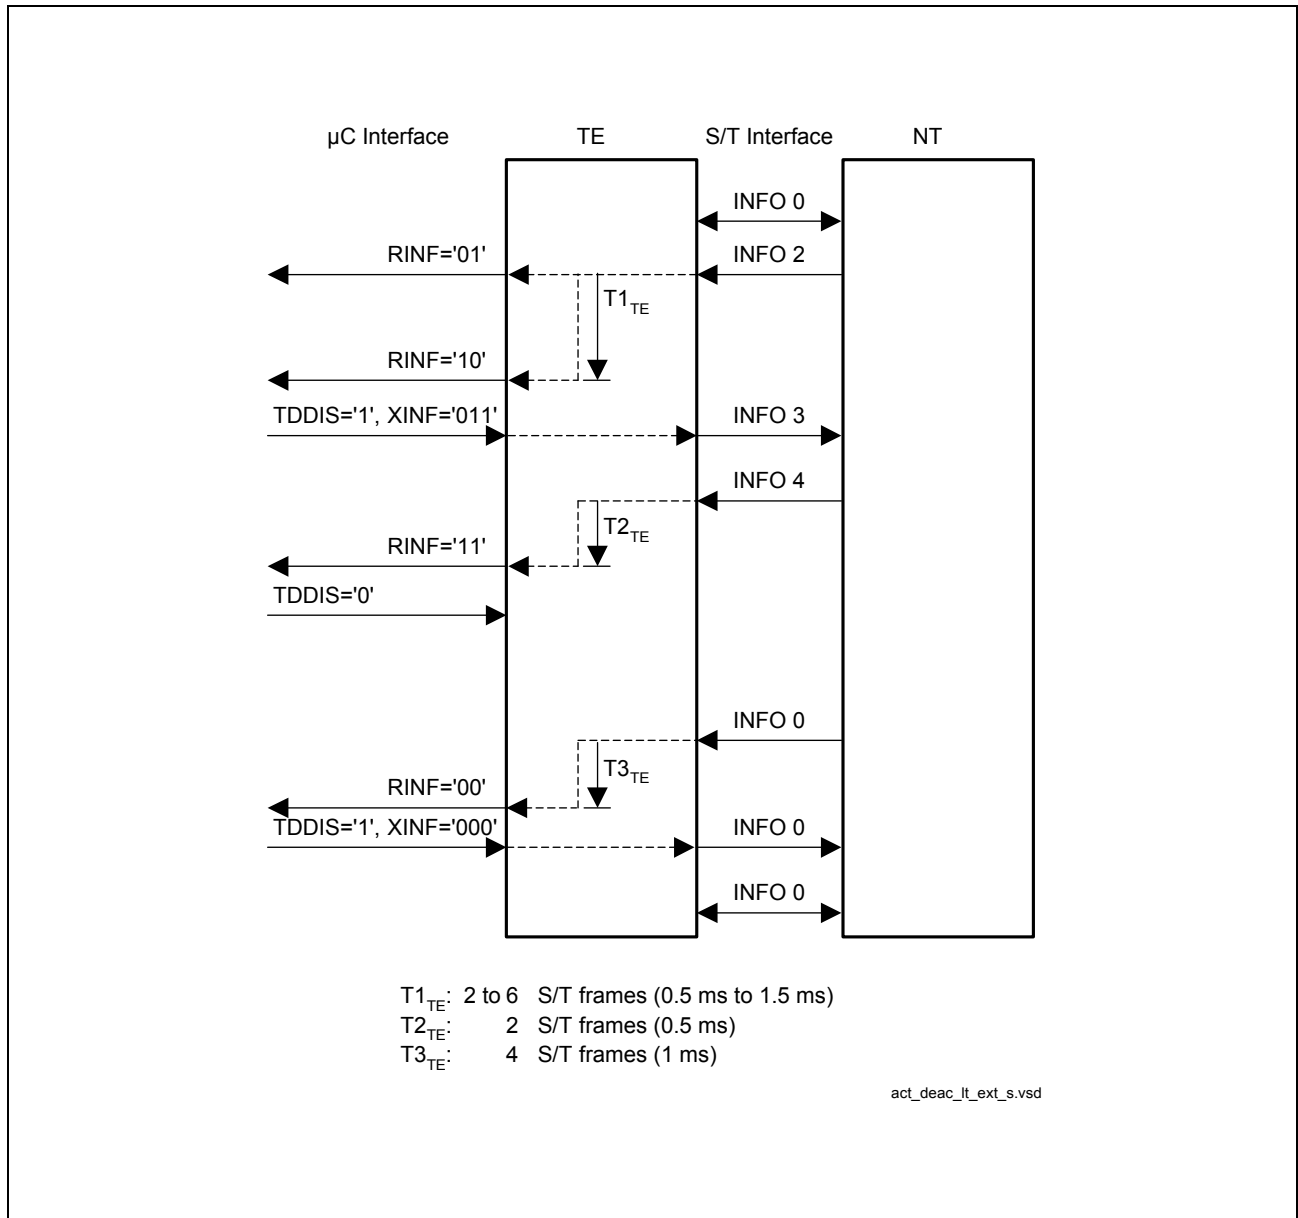 µC Interface TE S/T Interface NT
INFO 0
RINF='01' INFO 2
T1TE
RINF='10'
TDDIS='1', XINF='011' INFO 3
INFO 4
T2TE
RINF='11'
TDDIS='0'
INFO 0
T3TE
RINF='00'
TDDIS='1', XINF='000' INFO 0
INFO 0
T1TE: 2 to 6 S/T frames (0.5 ms to 1.5 ms)
T2TE: 2 S/T frames (0.5 ms)
T3TE: 4 S/T frames (1 ms)
act_deac_lt_ext_s.vsd